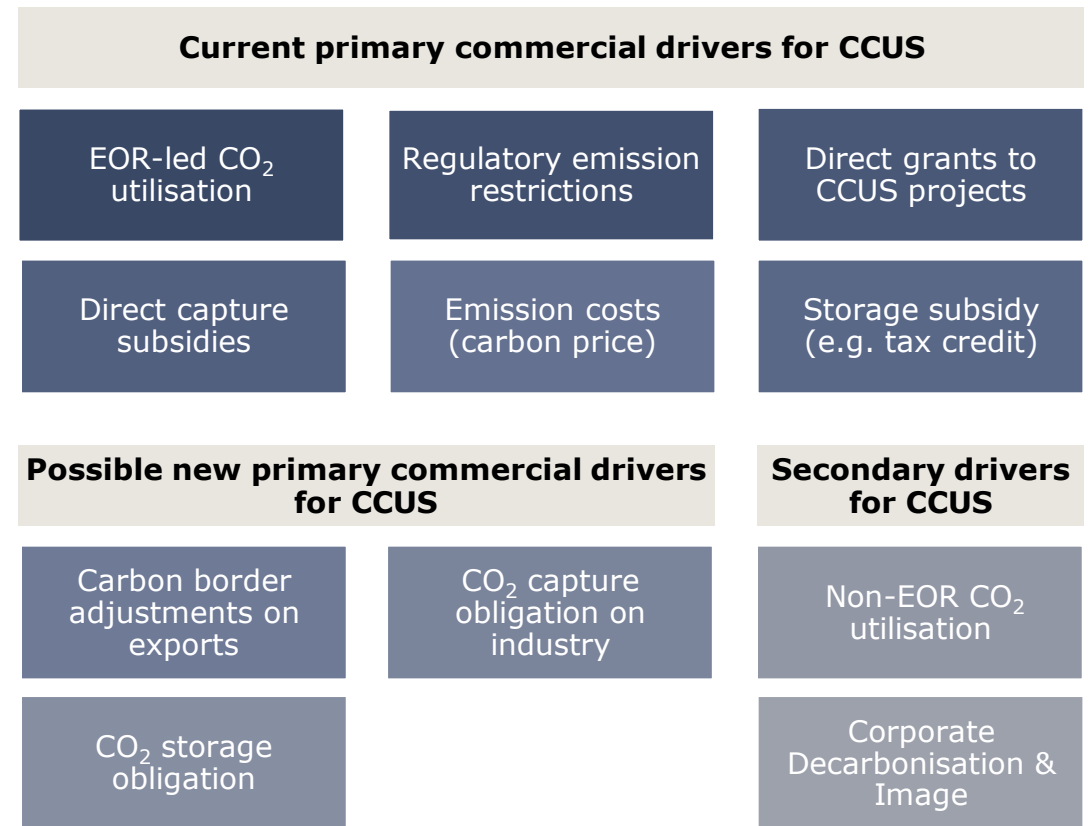 Current primary commercial drivers for CCUS
EOR-led CO₂
utilisation
Regulatory emission
restrictions
Direct grants to
CCUS projects
Direct capture
subsidies
Emission costs
(carbon price)
Storage subsidy
(e.g. tax credit)
Possible new primary commercial drivers
for CCUS
Carbon border
adjustments on
exports
CO₂ capture
obligation on
industry
CO₂ storage
obligation
Secondary drivers
for CCUS
Non-EOR CO₂
utilisation
Corporate
Decarbonisation &
Image